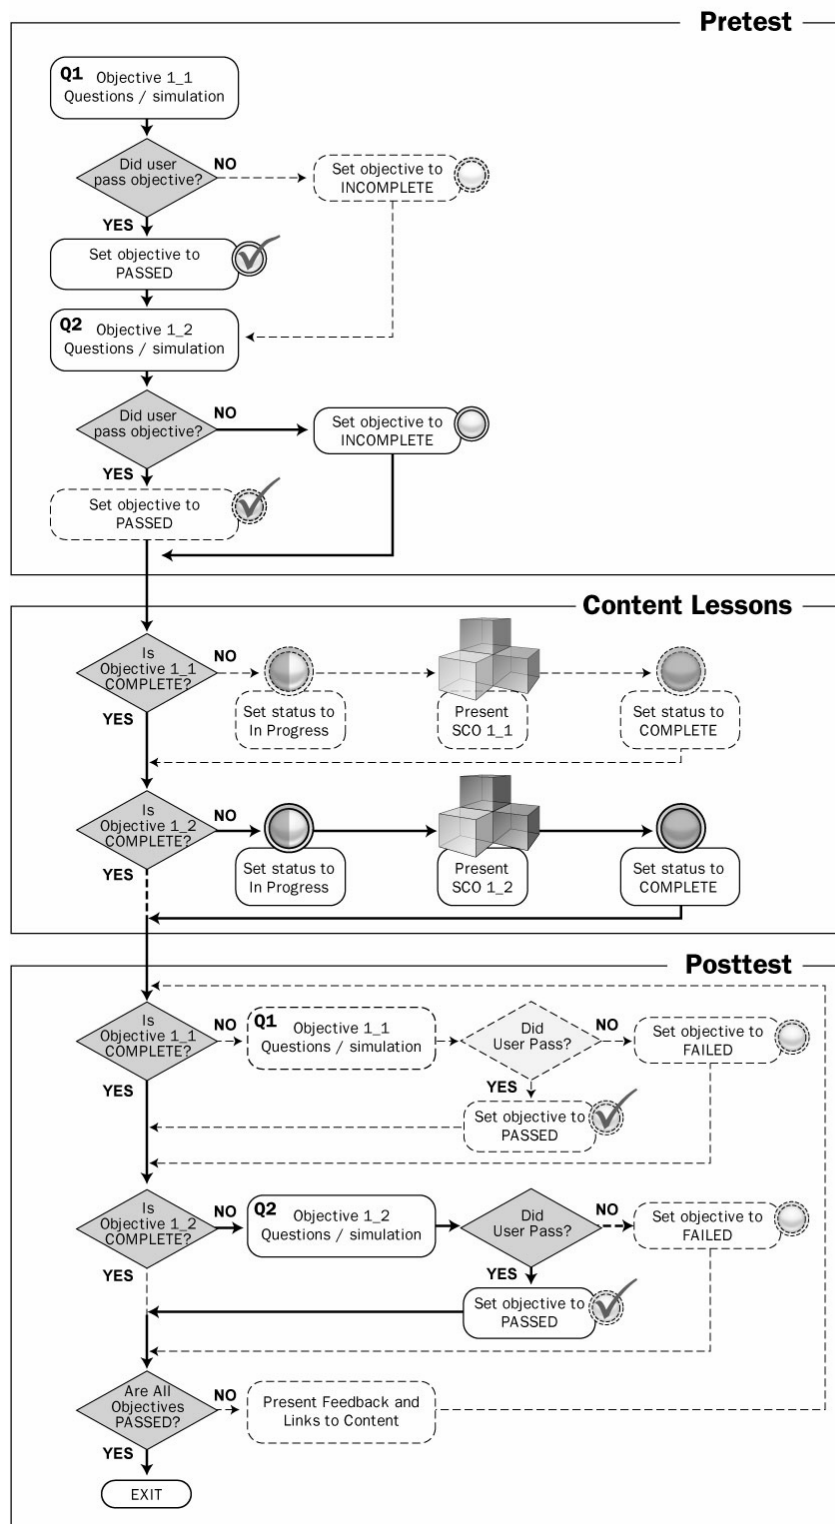 Pretest
Q1 Objective 1_1
Questions / simulation
Did user
pass objective?
NO
Set objective to
INCOMPLETE
YES
Set objective to
PASSED
Q2 Objective 1_2
Questions / simulation
Did user
pass objective?
NO
Set objective to
INCOMPLETE
YES
Set objective to
PASSED
Content Lessons
Is
Objective 1_1
COMPLETE?
NO
Set status to
In Progress
Present
SCO 1_1
Set status to
COMPLETE
YES
Is
Objective 1_2
COMPLETE?
NO
Set status to
In Progress
Present
SCO 1_2
Set status to
COMPLETE
YES
Posttest
Is
Objective 1_1
COMPLETE?
NO
Q1 Objective 1_1
Questions / simulation
Did
User Pass?
NO
Set objective to
FAILED
YES
YES
Set objective to
PASSED
Is
Objective 1_2
COMPLETE?
NO
Q2 Objective 1_2
Questions / simulation
Did
User Pass?
NO
Set objective to
FAILED
YES
YES
Set objective to
PASSED
Are All
Objectives
PASSED?
NO
Present Feedback and
Links to Content
YES
EXIT